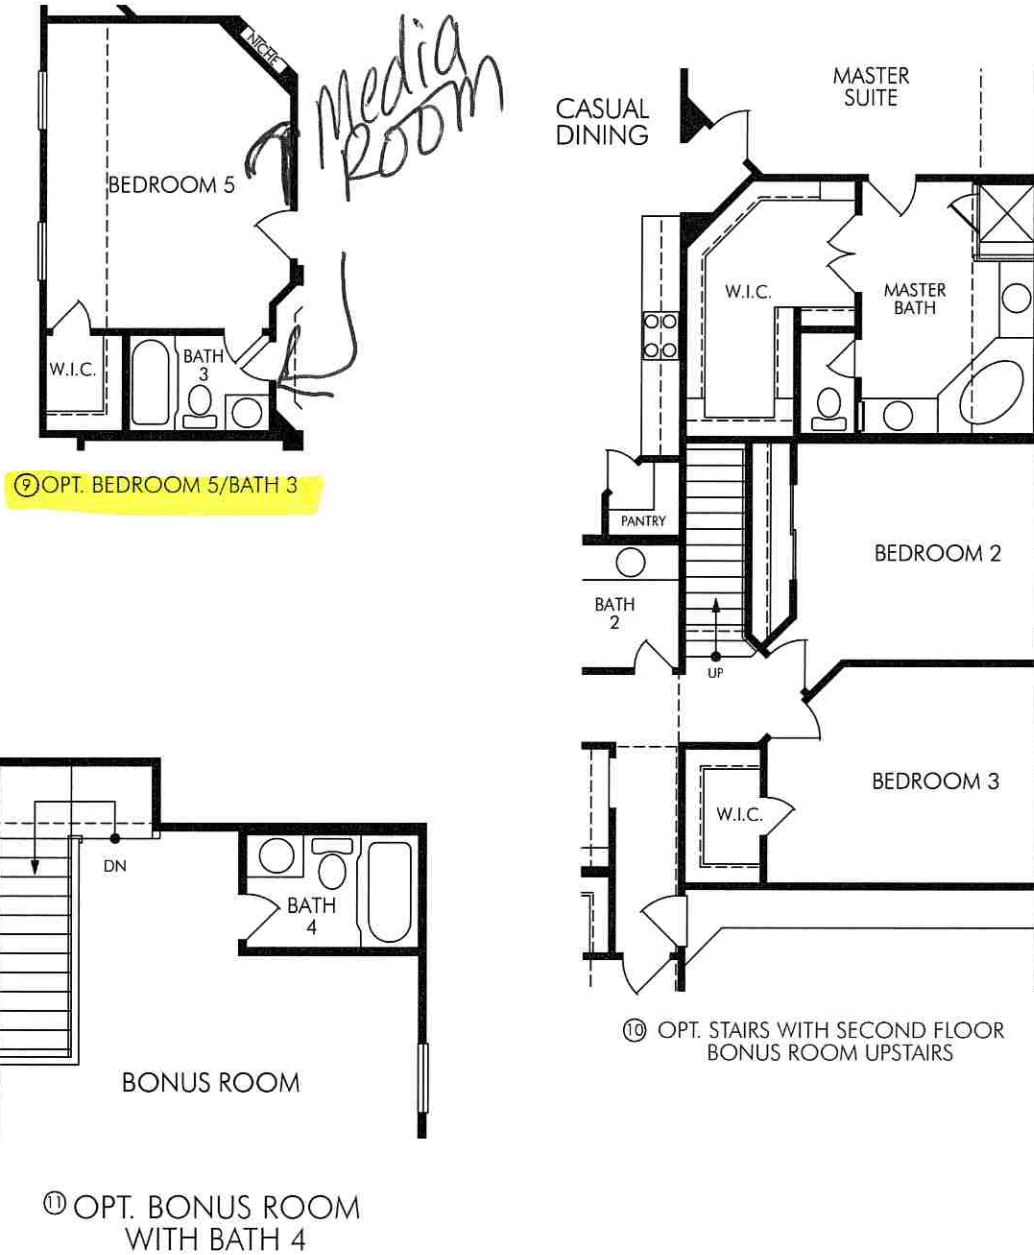 NICHE
Media
Room
BEDROOM 5
W.I.C.
BATH
3
⑨ OPT. BEDROOM 5/BATH 3
CASUAL
DINING
MASTER
SUITE
W.I.C.
MASTER
BATH
PANTRY
BATH
2
UP
BEDROOM 2
BEDROOM 3
W.I.C.
⑩ OPT. STAIRS WITH SECOND FLOOR
BONUS ROOM UPSTAIRS
DN
BATH
4
BONUS ROOM
⑪ OPT. BONUS ROOM
WITH BATH 4